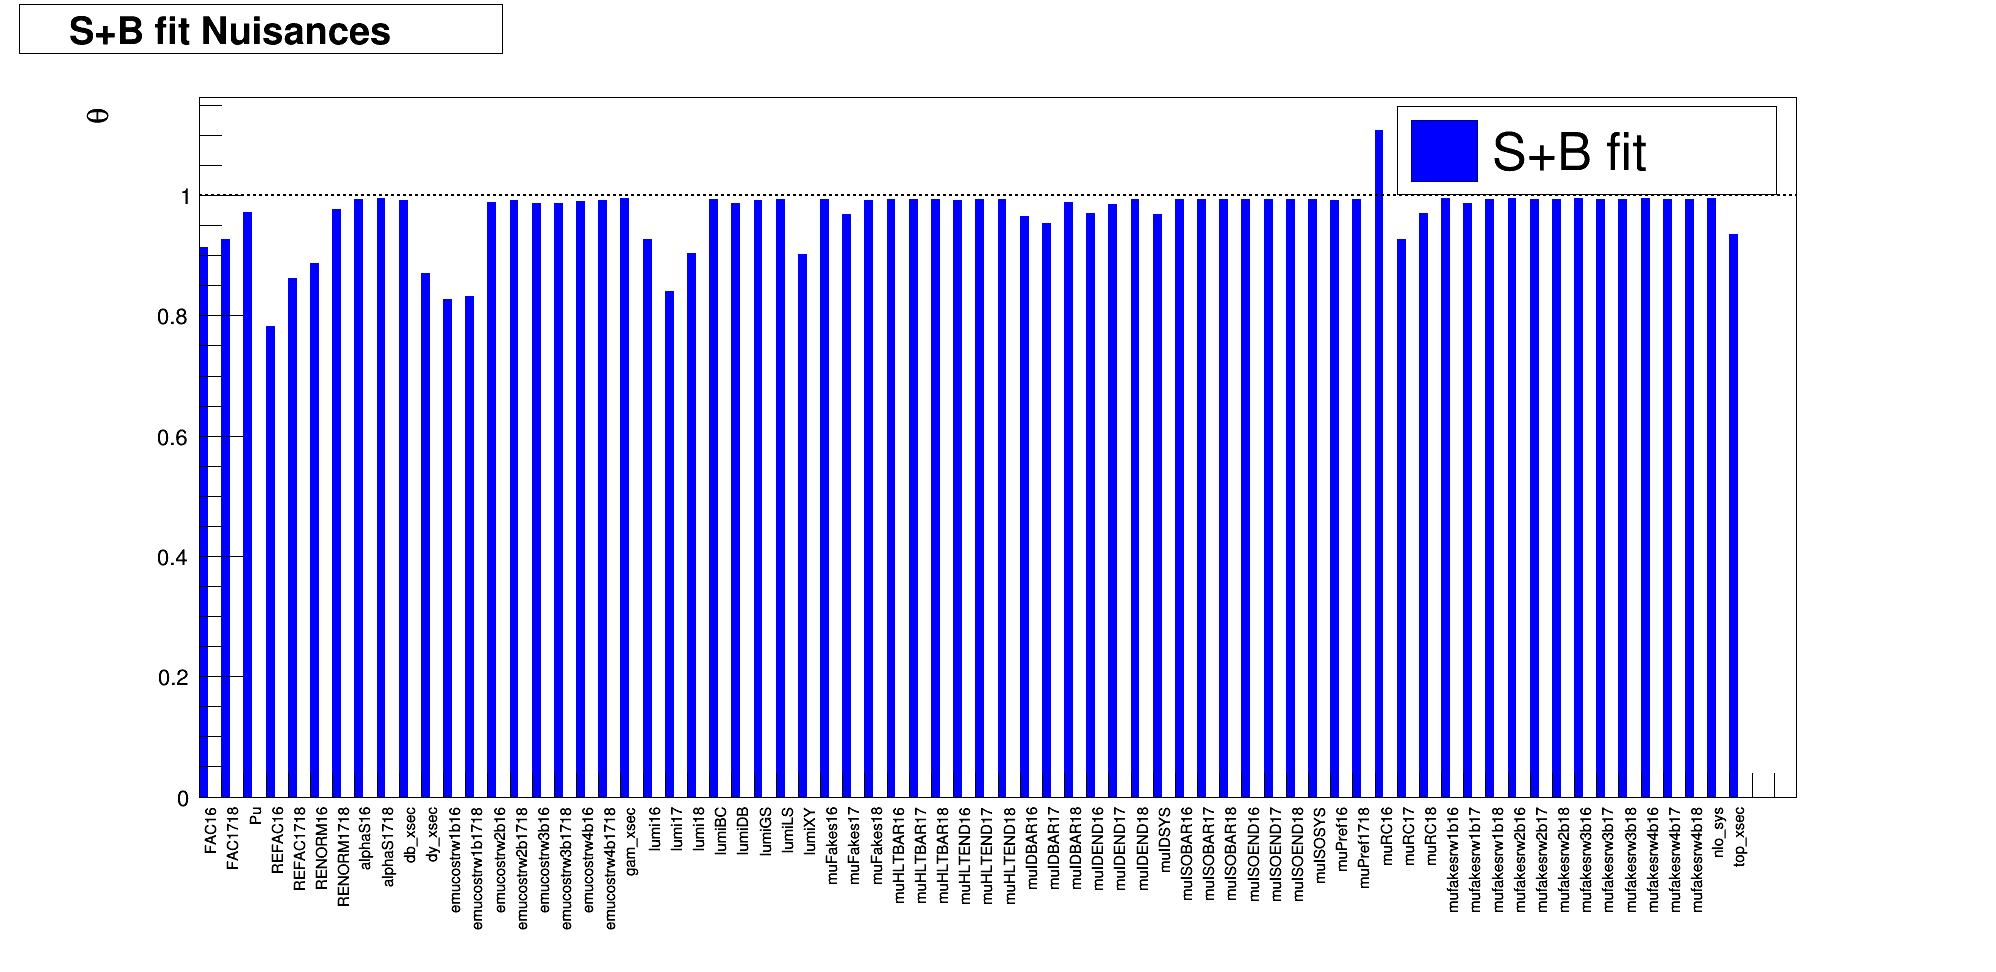 S+B fit Nuisances
θ
S+B fit
1
0.8
0.6
0.4
0.2
0
FAC16
FAC1718
Pu
REFAC16
REFAC1718
RENORM16
RENORM1718
alphaS16
alphaS1718
db_xsec
dy_xsec
emucostrw1b16
emucostrw1b1718
emucostrw2b16
emucostrw2b1718
emucostrw3b16
emucostrw3b1718
emucostrw4b16
emucostrw4b1718
gam_xsec
lumi16
lumi17
lumi18
lumiBC
lumiDB
lumiGS
lumiLS
lumiXY
muFakes16
muFakes17
muFakes18
muHLTBAR16
muHLTBAR17
muHLTBAR18
muHLTEND16
muHLTEND17
muHLTEND18
muIDBAR16
muIDBAR17
muIDBAR18
muIDEND16
muIDEND17
muIDEND18
muIDSYS
muISOBAR16
muISOBAR17
muISOBAR18
muISOEND16
muISOEND17
muISOEND18
muISOSYS
muPref16
muPref1718
muRC16
muRC17
muRC18
mufakesrw1b16
mufakesrw1b17
mufakesrw1b18
mufakesrw2b16
mufakesrw2b17
mufakesrw2b18
mufakesrw3b16
mufakesrw3b17
mufakesrw3b18
mufakesrw4b16
mufakesrw4b17
mufakesrw4b18
nlo_sys
top_xsec